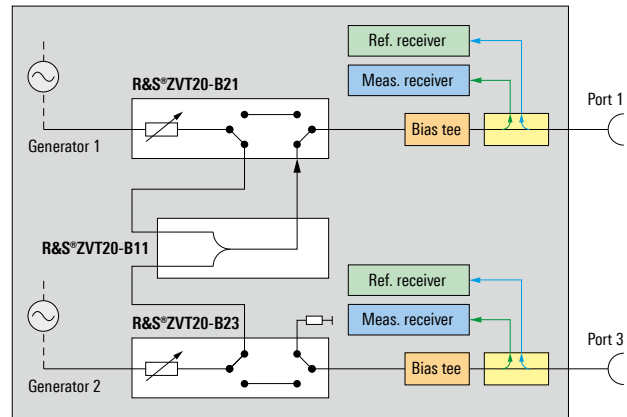 Ref. receiver
R&S®ZVT20-B21
Meas. receiver
Port 1
Generator 1
Bias tee
R&S®ZVT20-B11
Ref. receiver
R&S®ZVT20-B23
Meas. receiver
Port 3
Generator 2
Bias tee